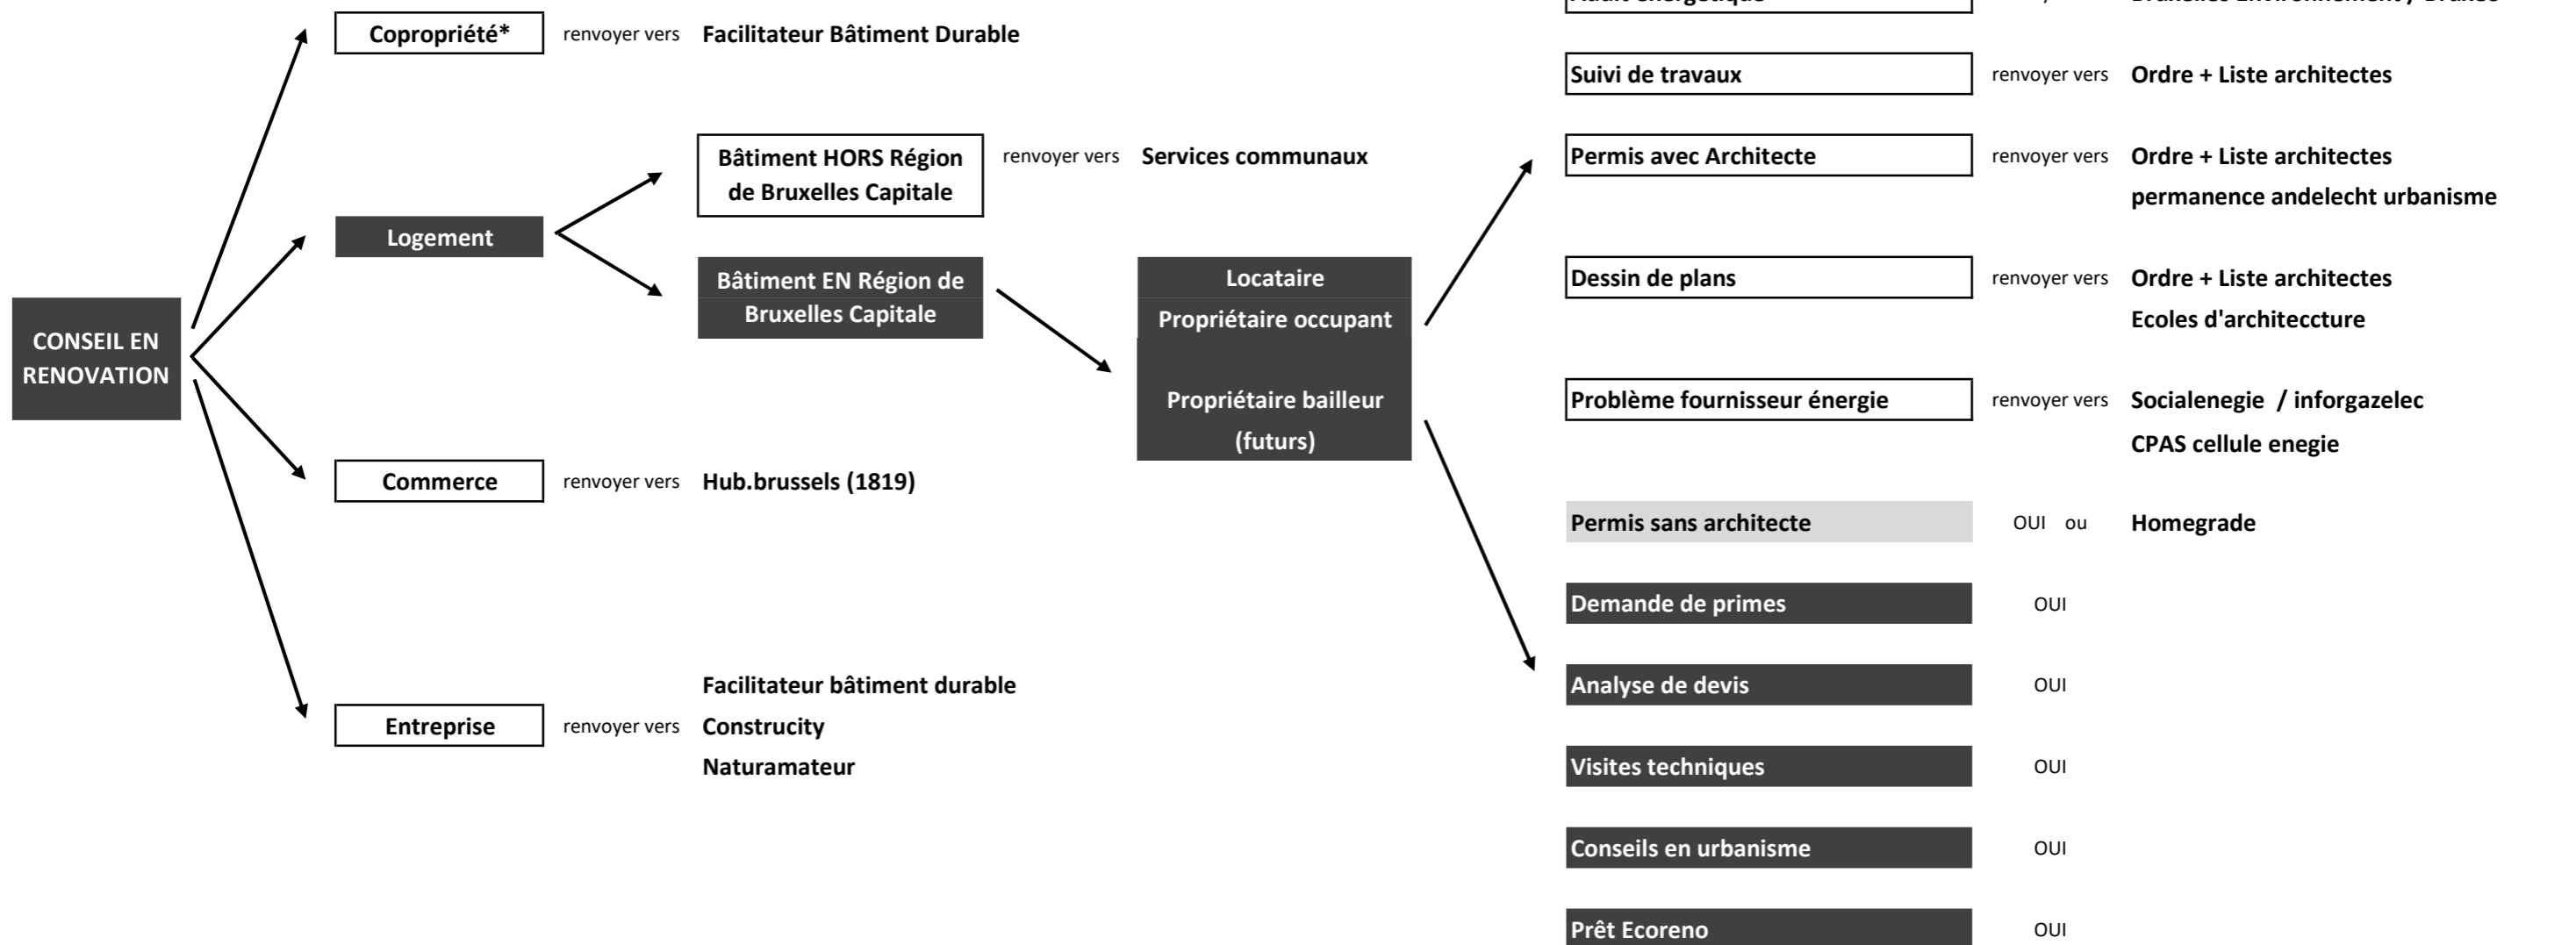 Copropriété* renvoyer vers Facilitateur Bâtiment Durable
Suivi de travaux renvoyer vers Ordre + Liste architectes
Bâtiment HORS Région
de Bruxelles Capitale
renvoyer vers Services communaux
Permis avec Architecte renvoyer vers Ordre + Liste architectes
permanence andelecht urbanisme
Logement
Bâtiment EN Région de
Bruxelles Capitale
Locataire
Propriétaire occupant
Propriétaire bailleur
(futurs)
Dessin de plans renvoyer vers Ordre + Liste architectes
Ecoles d'architeccture
CONSEIL EN
RENOVATION
Problème fournisseur énergie renvoyer vers Socialenegie / inforgazelec
CPAS cellule enegie
Commerce renvoyer vers Hub.brussels (1819)
Permis sans architecte OUI ou Homegrade
Demande de primes OUI
Facilitateur bâtiment durable
Entreprise renvoyer vers Construcity
Naturamateur
Analyse de devis OUI
Visites techniques OUI
Conseils en urbanisme OUI
Prêt Ecoreno OUI